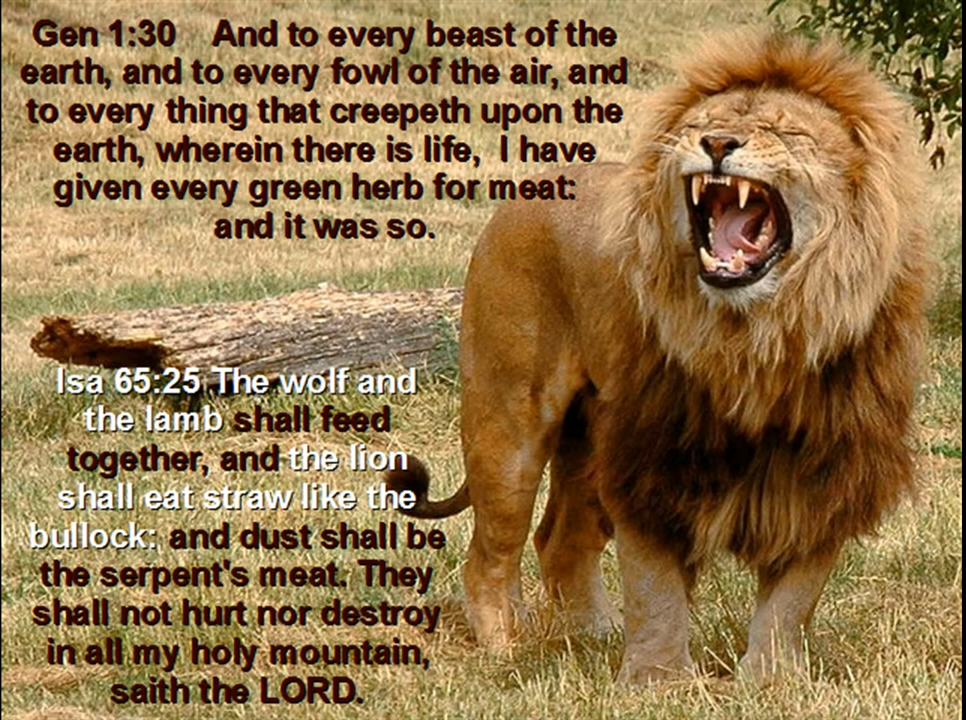 Gen 1:30 And to every beast of the
earth, and to every fowl of the air, and
to every thing that creepeth upon the
earth, wherein there is life, I have
given every green herb for meat:
and it was so.
Isa 65:25 The wolf and
the lamb shall feed
together, and the lion
shall eat straw like the
bullock: and dust shall be
the serpent's meat. They
shall not hurt nor destroy
in all my holy mountain,
saith the LORD.